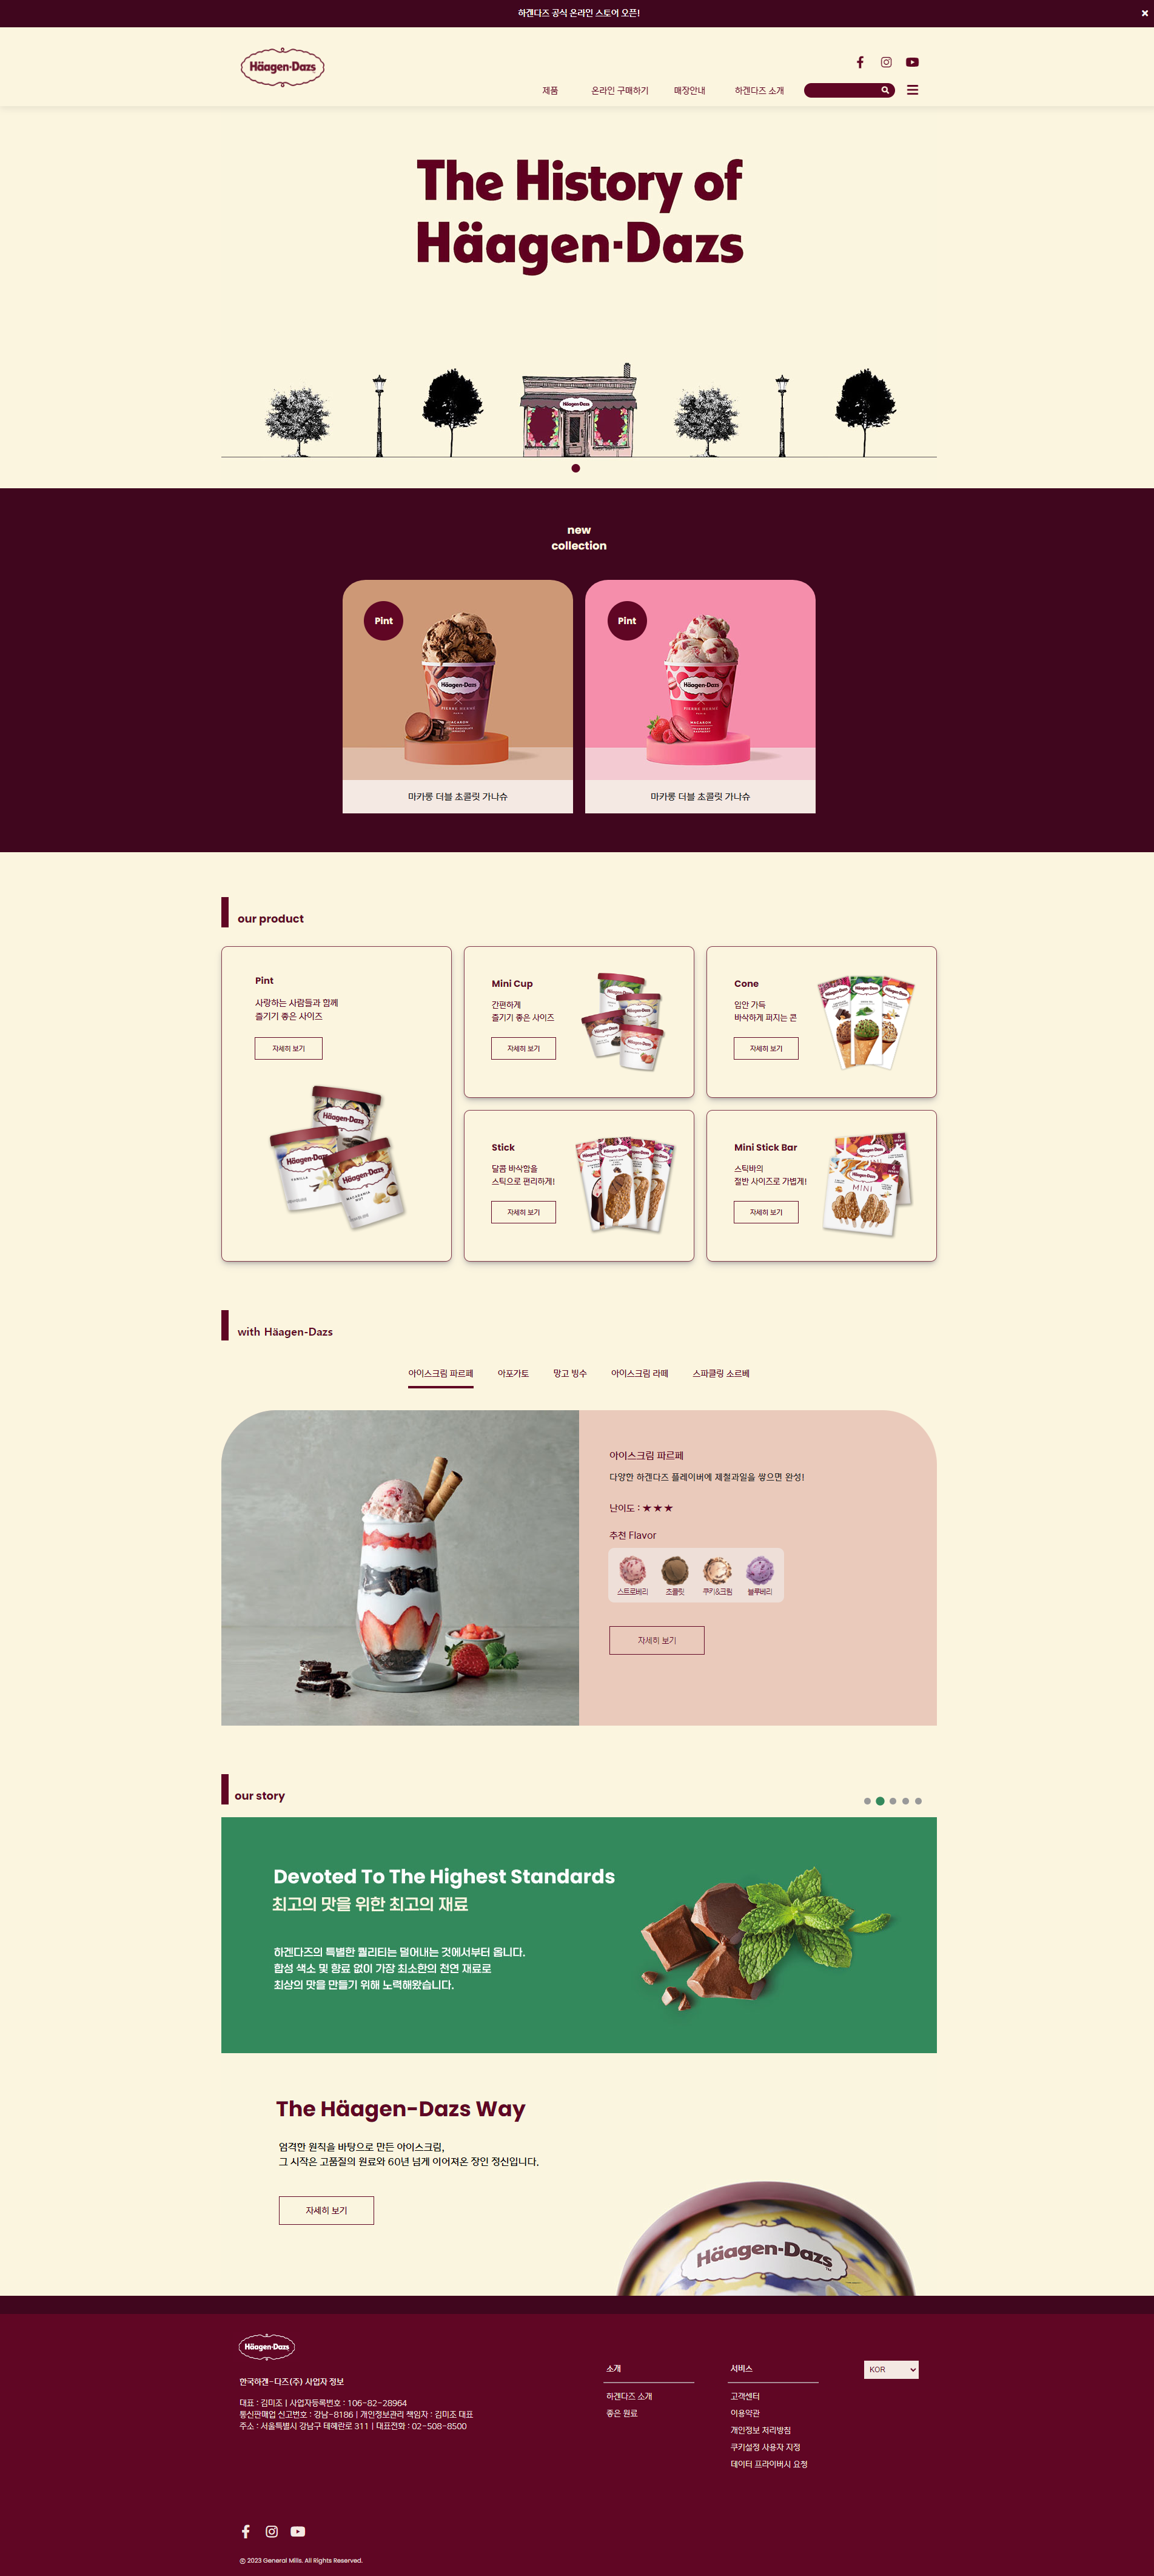 하겐다즈 공식 온라인 스토어 오픈!
Häagen-Dazs
제품 온라인 구매하기 매장안내 하겐다즈 소개
The History of
Häagen-Dazs
Häagen-Dazs
new
collection
Pint
Häagen-Dazs
PIERRE HERMÉ
PARIS
MACARON
마카롱 더블 초콜릿 가나슈
Pint
Häagen-Dazs
PIERRE HERMÉ
PARIS
MACARON
마카롱 더블 초콜릿 가나슈
our product
Pint
사랑하는 사람들과 함께
즐기기 좋은 사이즈
자세히 보기
Häagen-Dazs
Häagen-Dazs
VANILLA
Häagen-Dazs
MACADAMIA
NUT
Mini Cup
간편하게
즐기기 좋은 사이즈
자세히 보기
Cone
입안 가득
바삭하게 퍼지는 콘
자세히 보기
Stick
달콤 바삭함을
스틱으로 편리하게!
자세히 보기
Mini Stick Bar
스틱바의
절반 사이즈로 가볍게!
자세히 보기
MINI
with Häagen-Dazs
아이스크림 파르페 아포가토 망고 빙수 아이스크림 라떼 스파클링 소르베
아이스크림 파르페
다양한 하겐다즈 플레이버에 제철과일을 쌓으면 완성!
난이도 : ★ ★ ★
추천 Flavor
스트로베리 초콜릿 쿠키&크림 블루베리
자세히 보기
our story
Devoted To The Highest Standards
최고의 맛을 위한 최고의 재료
하겐다즈의 특별한 퀄리티는 덜어내는 것에서부터 옵니다.
합성 색소 및 향료 없이 가장 최소한의 천연 재료로
최상의 맛을 만들기 위해 노력해왔습니다.
The Häagen-Dazs Way
엄격한 원칙을 바탕으로 만든 아이스크림,
그 시작은 고품질의 원료와 60년 넘게 이어져온 장인 정신입니다.
자세히 보기
Häagen-Dazs
Häagen-Dazs
한국하겐-다즈(주) 사업자 정보
대표 : 김미조 | 사업자등록번호 : 106-82-28964
통신판매업 신고번호 : 강남-8186 | 개인정보관리 책임자 : 김미조 대표
주소 : 서울특별시 강남구 테헤란로 311 | 대표전화 : 02-508-8500
소개
하겐다즈 소개
좋은 원료
서비스
고객센터
이용약관
개인정보 처리방침
쿠키설정 사용자 지정
데이터 프라이버시 요청
KOR
© 2023 General Mills. All Rights Reserved.